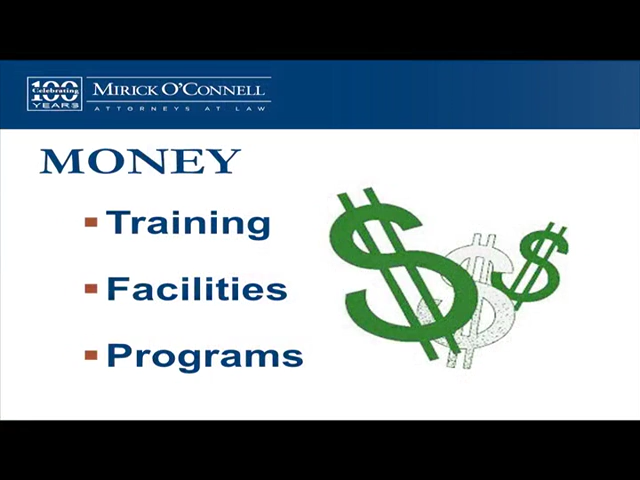 Celebrating
100
YEARS
MIRICK O'CONNELL
ATTORNEYS AT LAW
MONEY
Training
Facilities
Programs